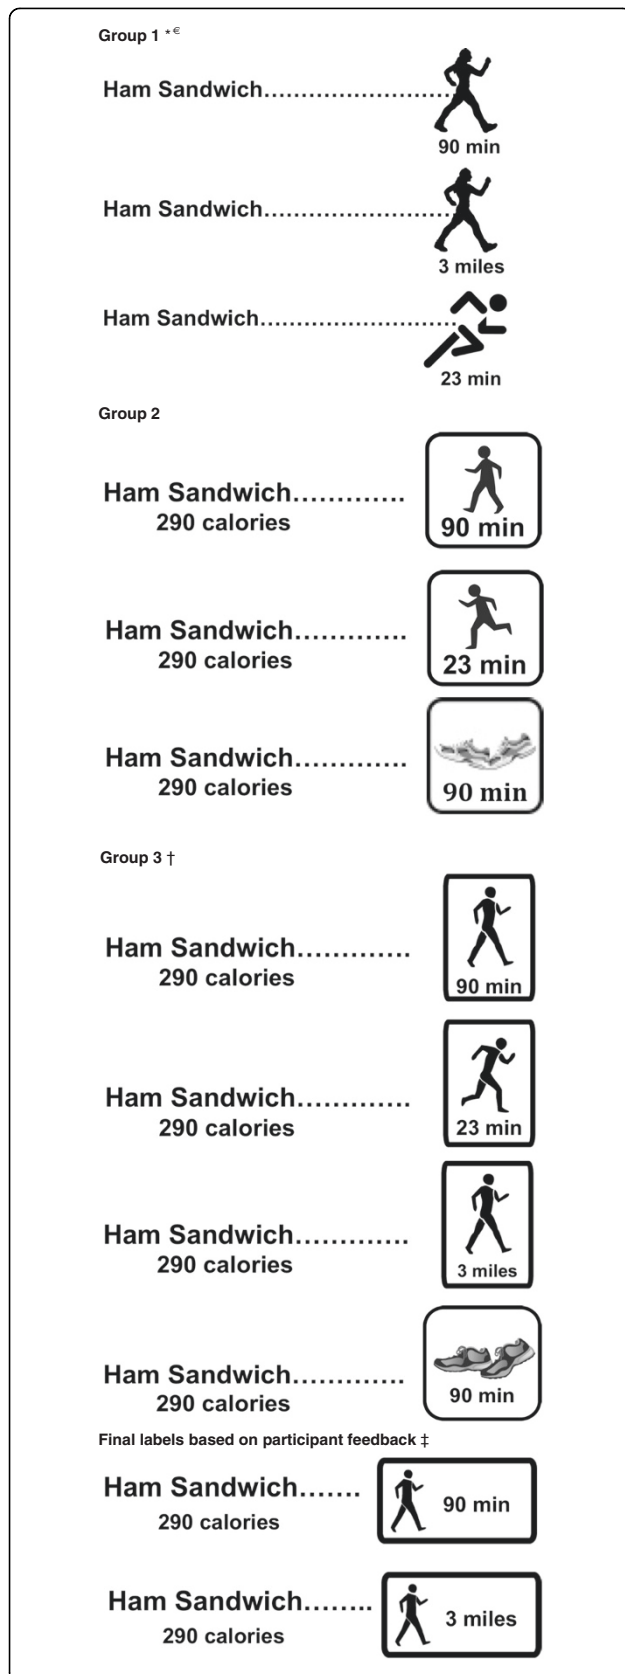 Group 1 *€
Ham Sandwich..........................
90 min
Ham Sandwich..........................
3 miles
Ham Sandwich...........................
23 min
Group 2
Ham Sandwich.............
290 calories
90 min
Ham Sandwich.............
290 calories
23 min
Ham Sandwich.............
290 calories
90 min
Group 3 †
Ham Sandwich.............
290 calories
90 min
Ham Sandwich.............
290 calories
23 min
Ham Sandwich.............
290 calories
3 miles
Ham Sandwich.............
290 calories
90 min
Final labels based on participant feedback ‡
Ham Sandwich.......
290 calories
90 min
Ham Sandwich........
290 calories
3 miles